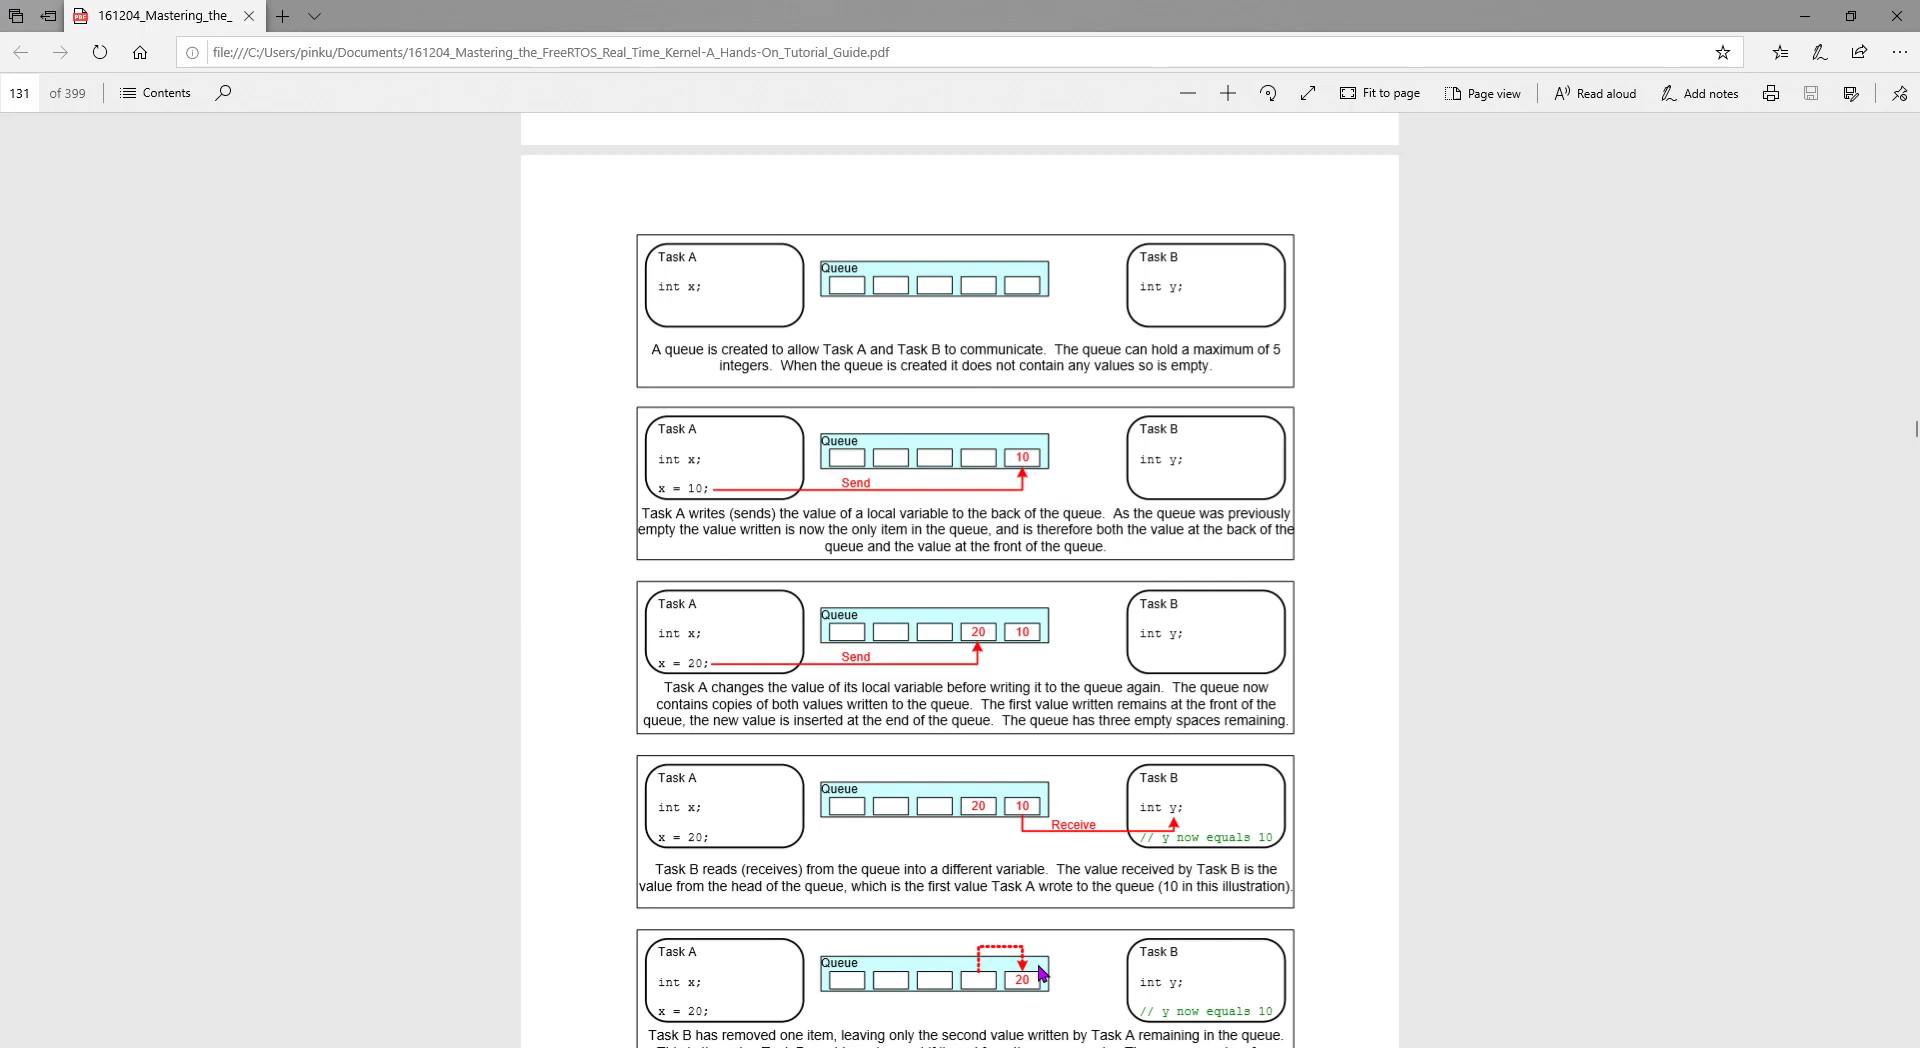 161204_Mastering_the_
file:///C:/Users/pinku/Documents/161204_Mastering_the_FreeRTOS_Real_Time_Kernel-A_Hands-On_Tutorial_Guide.pdf
131 of 399 Contents Fit to page Page view Read aloud Add notes
Task A Queue Task B
int x; int y;
A queue is created to allow Task A and Task B to communicate. The queue can hold a maximum of 5
integers. When the queue is created it does not contain any values so is empty.
Task A Queue Task B
int x; 10 int y;
x = 10; Send
Task A writes (sends) the value of a local variable to the back of the queue. As the queue was previously
empty the value written is now the only item in the queue, and is therefore both the value at the back of the
queue and the value at the front of the queue.
Task A Queue Task B
int x; 20 10 int y;
x = 20; Send
Task A changes the value of its local variable before writing it to the queue again. The queue now
contains copies of both values written to the queue. The first value written remains at the front of the
queue, the new value is inserted at the end of the queue. The queue has three empty spaces remaining.
Task A Queue Task B
int x; 20 10 int y;
x = 20; Receive // y now equals 10
Task B reads (receives) from the queue into a different variable. The value received by Task B is the
value from the head of the queue, which is the first value Task A wrote to the queue (10 in this illustration).
Task A Queue Task B
int x; 20 int y;
x = 20; // y now equals 10
Task B has removed one item, leaving only the second value written by Task A remaining in the queue.